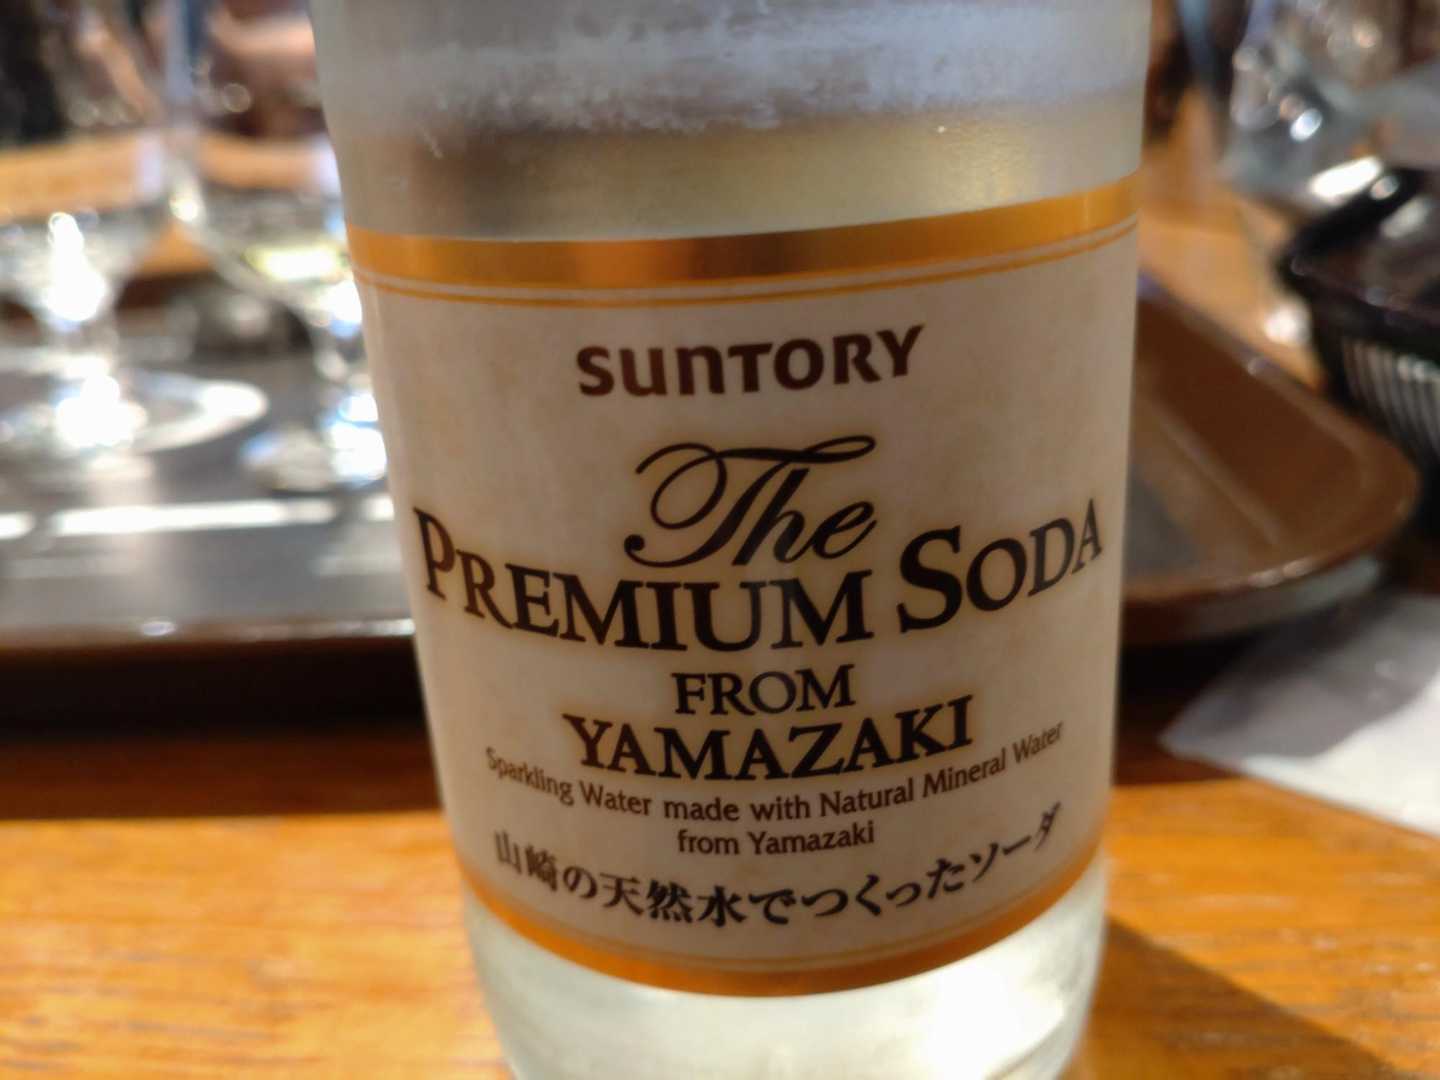 SUNTORY
The
PREMIUM SODA
FROM
YAMAZAKI
Sparkling Water made with Natural Mineral Water
from Yamazaki
山崎の天然水でつくったソーダ